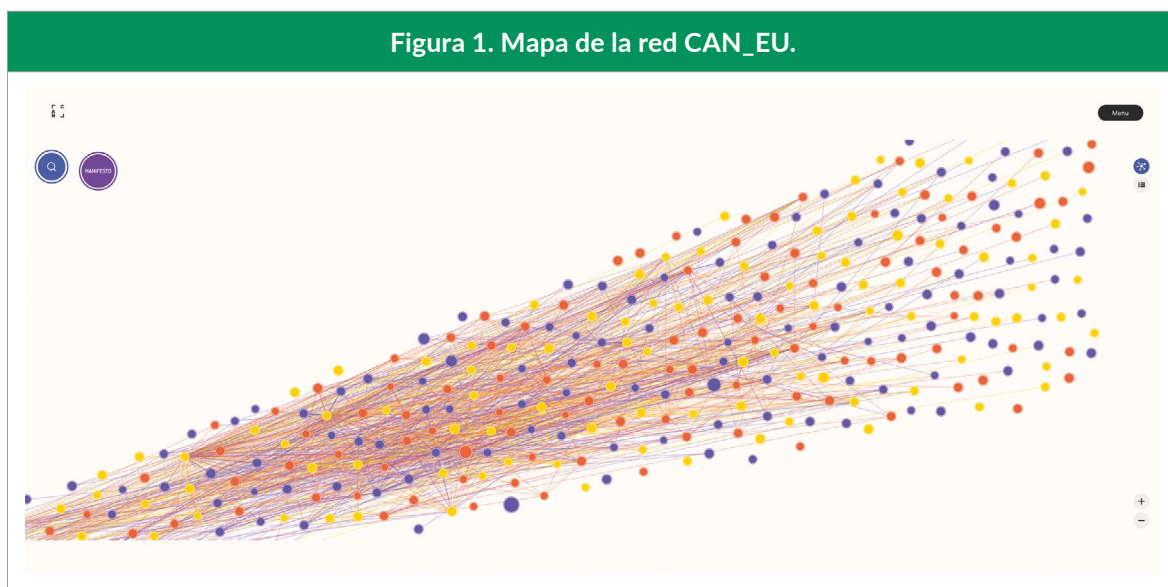 Figura 1. Mapa de la red CAN_EU.
C
A
N
Menu
MANIFESTO